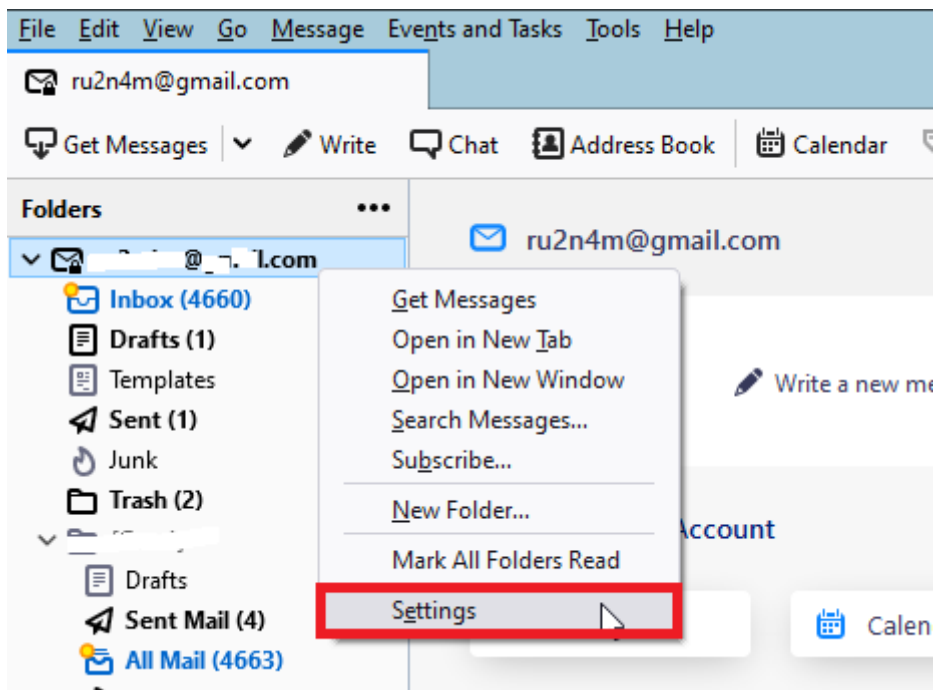 File Edit View Go Message Events and Tasks Tools Help
ru2n4m@gmail.com
Get Messages Write Chat Address Book Calendar
Folders
ru2n4m@gmail.com
@ .com
Inbox (4660)
Drafts (1)
Templates
Sent (1)
Junk
Trash (2)
Drafts
Sent Mail (4)
All Mail (4663)
Get Messages
Open in New Tab
Open in New Window
Search Messages...
Subscribe...
New Folder...
Mark All Folders Read
Settings
Write a new me
Account
Calen